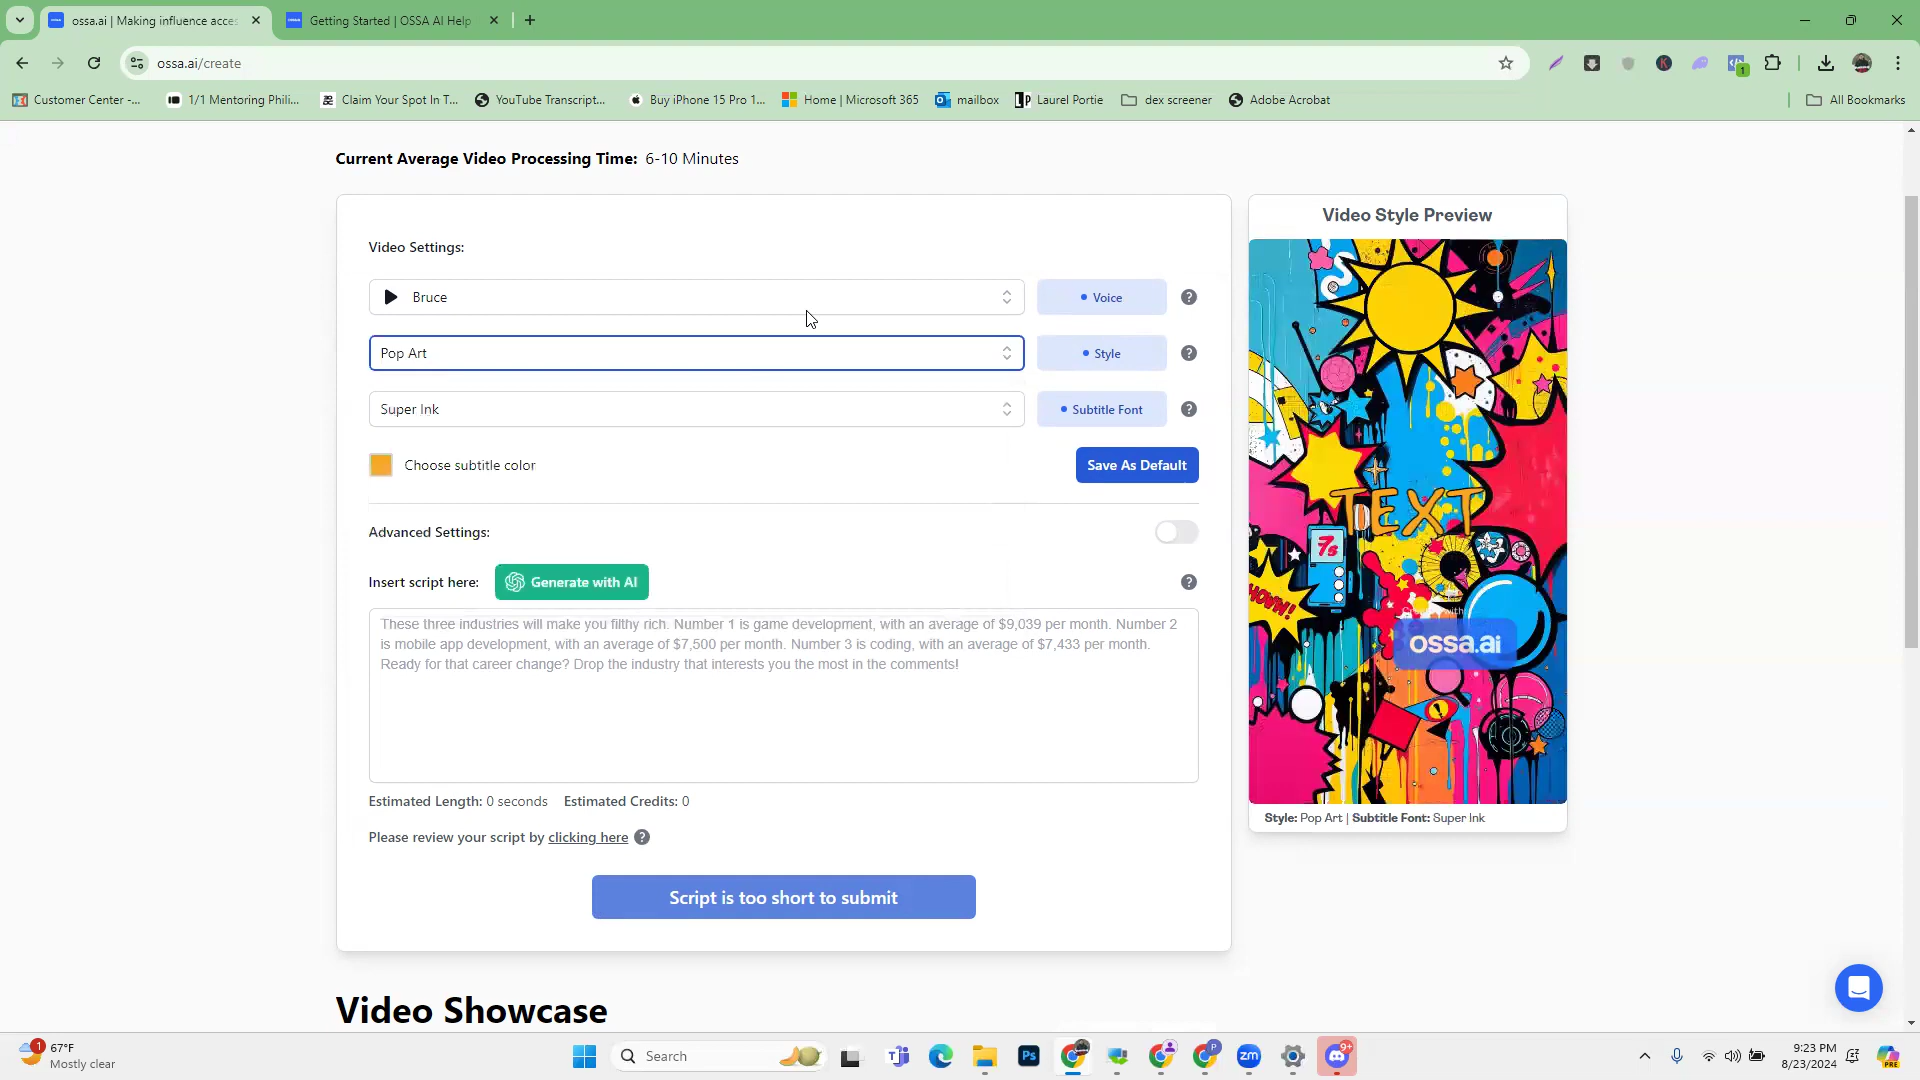 ossa.ai | Making influence acces
Getting Started | OSSA AI Help
ossa.ai/create
Customer Center -...
1/1 Mentoring Phili...
Claim Your Spot In T...
YouTube Transcript...
Buy iPhone 15 Pro 1...
Home | Microsoft 365
mailbox
Laurel Portie
dex screener
Adobe Acrobat
All Bookmarks
Current Average Video Processing Time: 6-10 Minutes
Video Settings:
Bruce
Voice
Pop Art
Style
Super Ink
Subtitle Font
Choose subtitle color
Save As Default
Advanced Settings:
Insert script here:
Generate with AI
These three industries will make you filthy rich. Number 1 is game development, with an average of $9,039 per month. Number 2
is mobile app development, with an average of $7,500 per month. Number 3 is coding, with an average of $7,433 per month.
Ready for that career change? Drop the industry that interests you the most in the comments!
Estimated Length: 0 seconds Estimated Credits: 0
Please review your script by clicking here
Script is too short to submit
Video Style Preview
TEXT
ossa.ai
Style: Pop Art | Subtitle Font: Super Ink
Video Showcase
1
67°F
Mostly clear
Search
9+
9:23 PM
8/23/2024